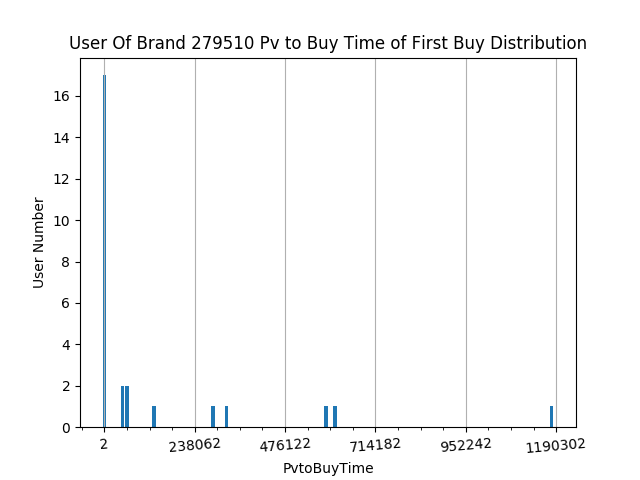 User Of Brand 279510 Pv to Buy Time of First Buy Distribution
16
14
12
10
8
6
4
2
0
User Number
2 238062 476122 714182 952242 1190302
PvtoBuyTime